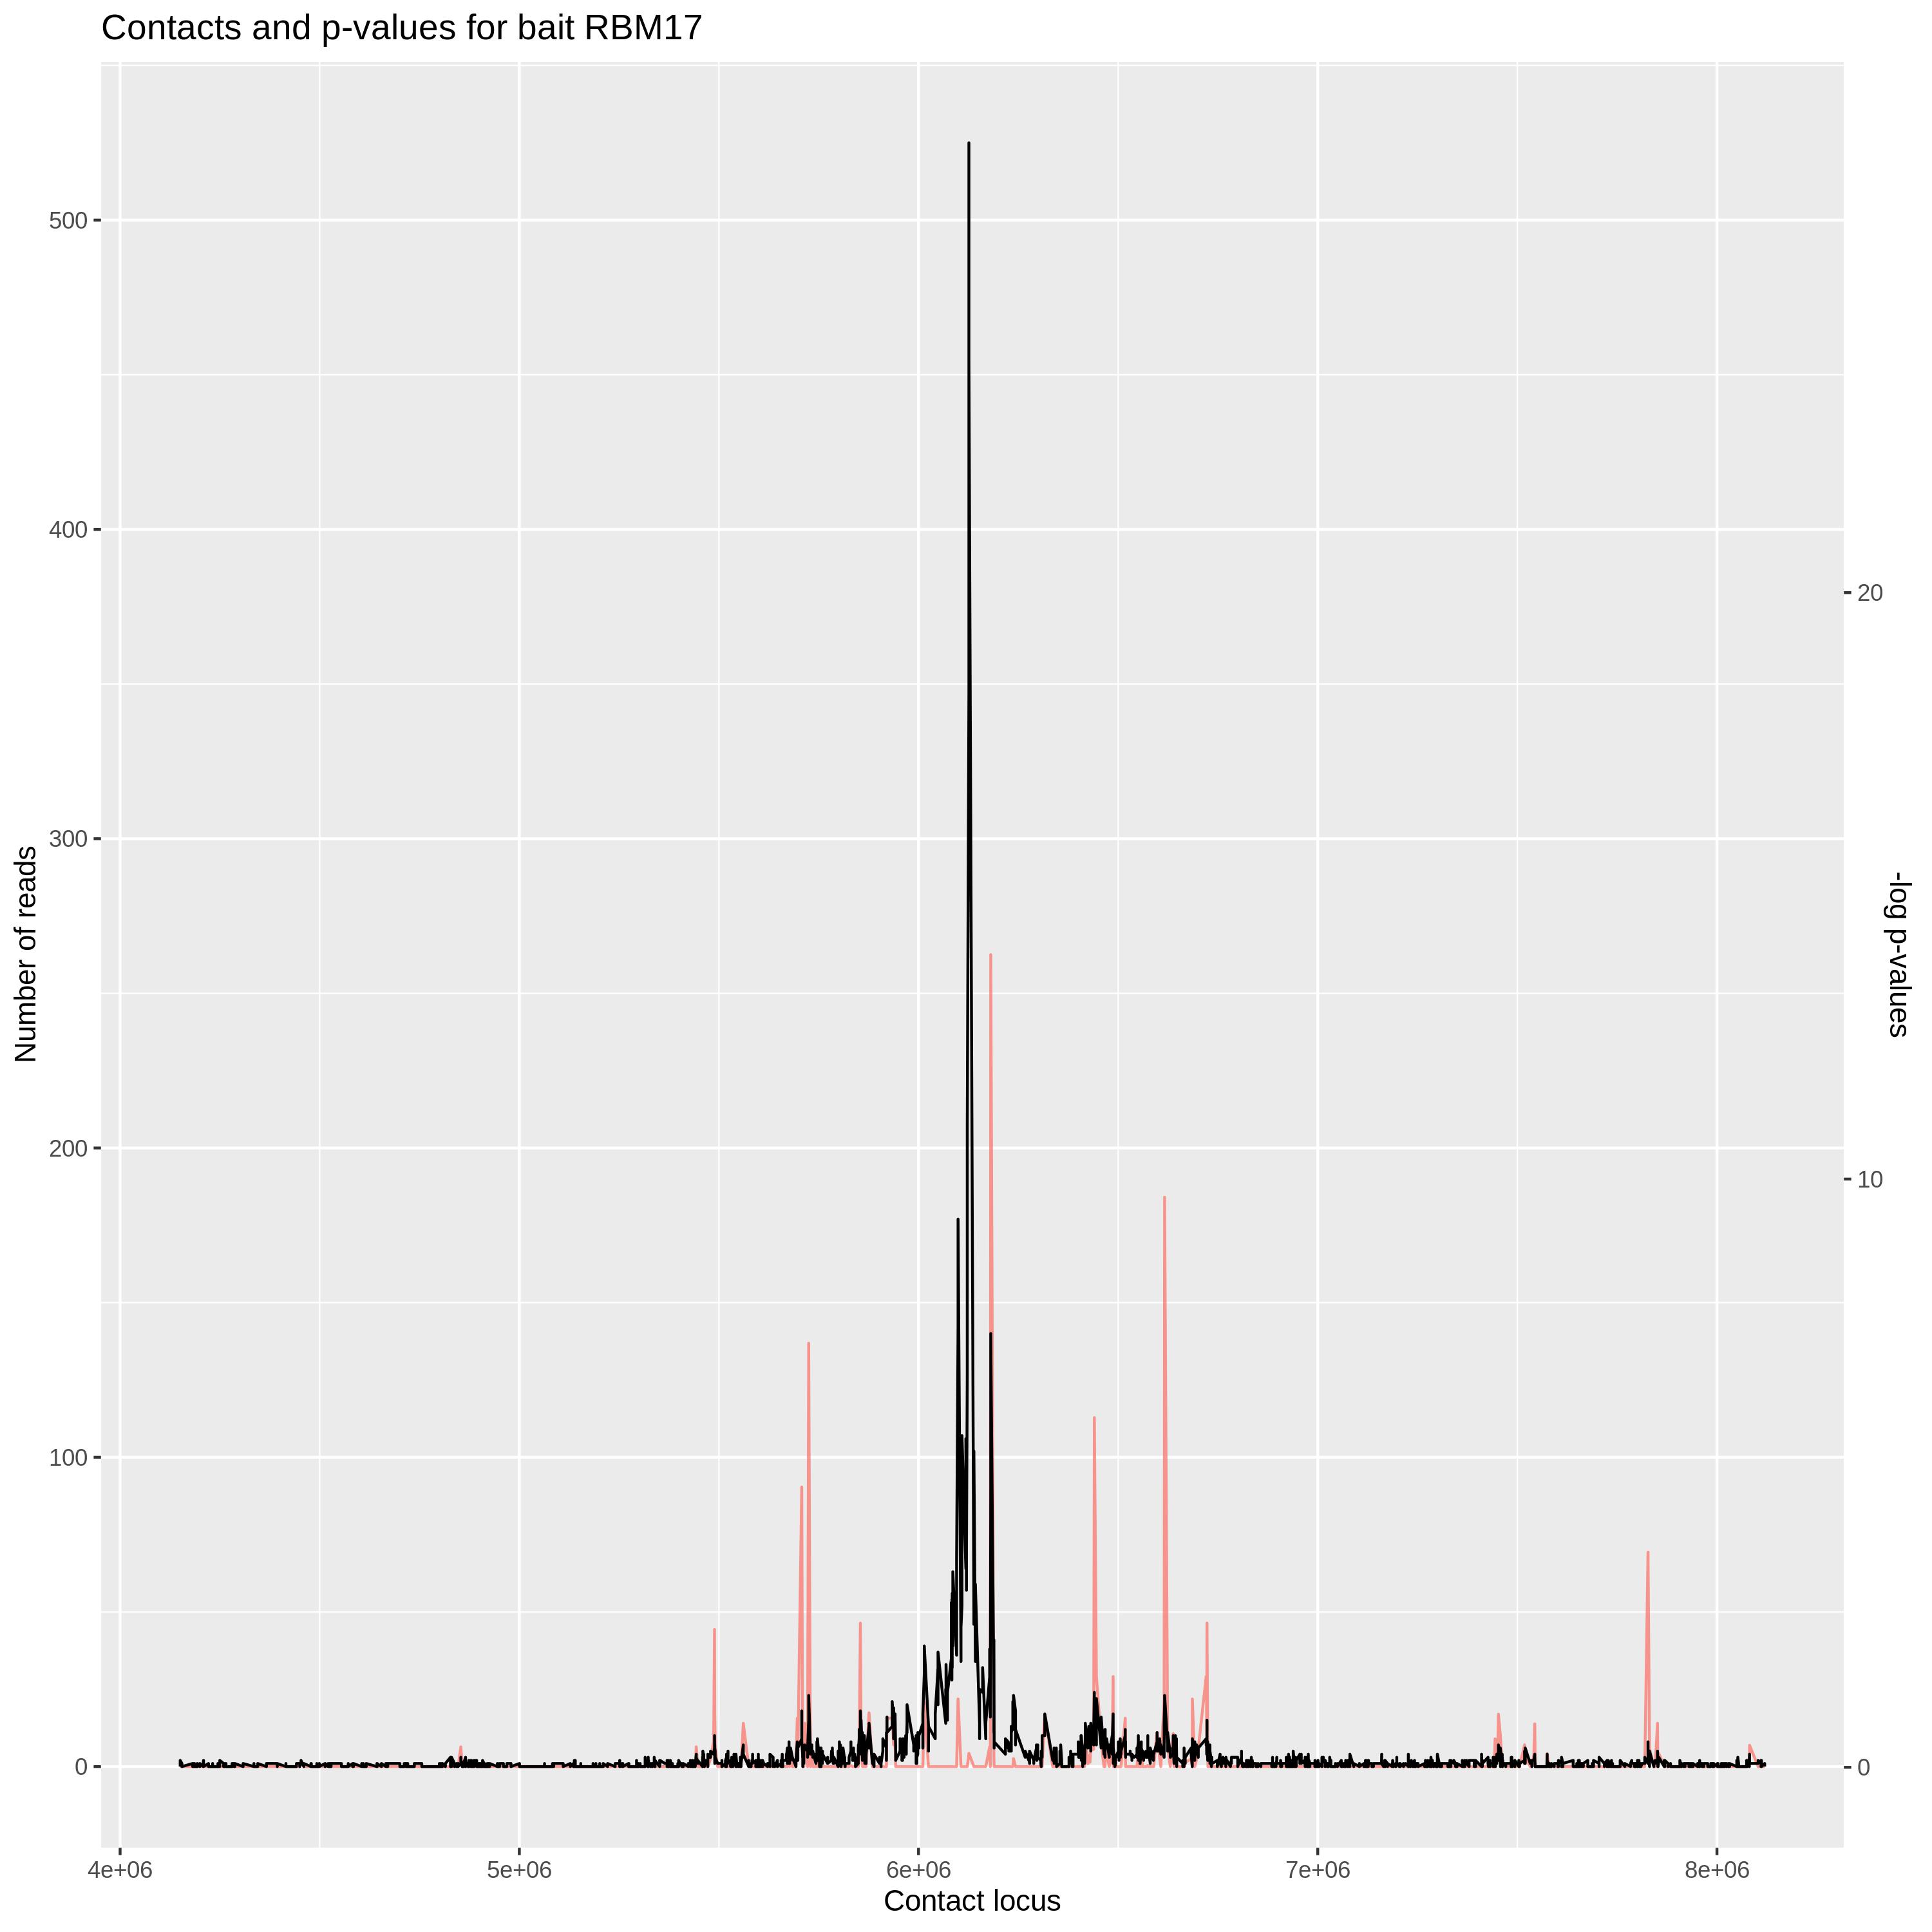 Contacts and p-values for bait RBM17
500
400
300
200
100
0
Number of reads
20
10
0
-log p-values
4e+06
5e+06
6e+06
7e+06
8e+06
Contact locus